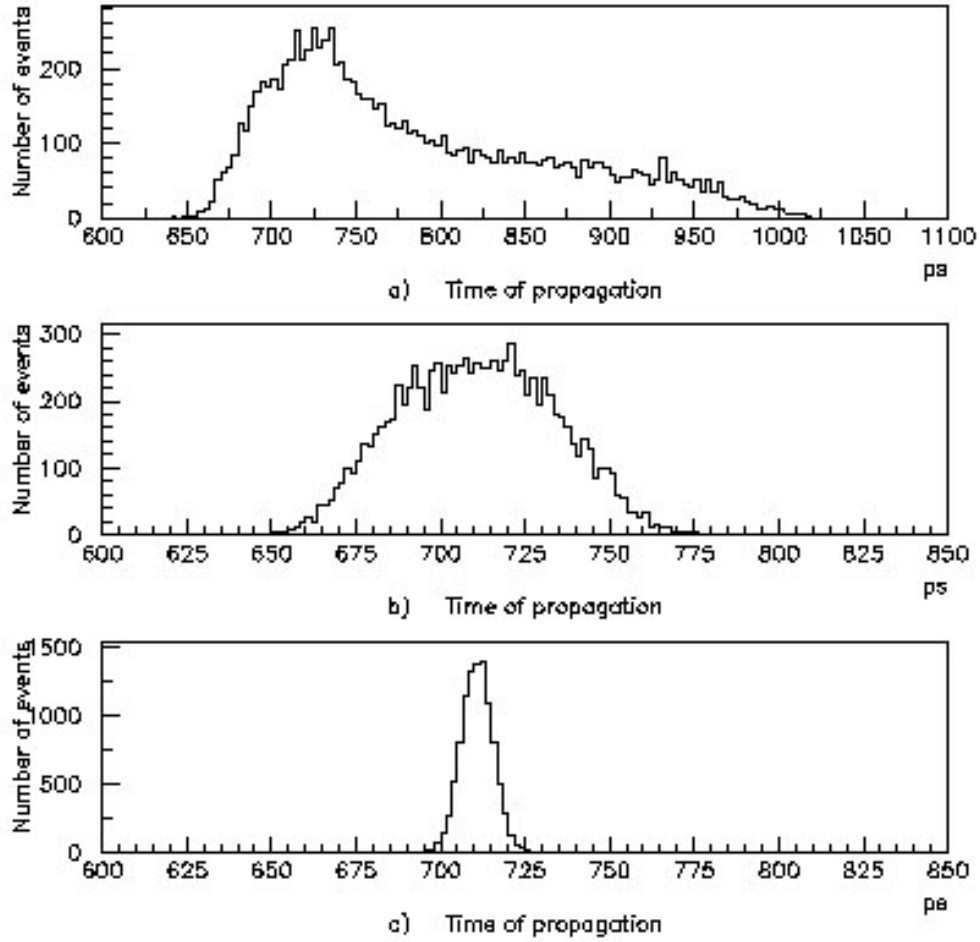 Number of events
200
100
0
600 650 700 750 800 850 900 950 1000 1050 1100
ps
a) Time of propagation
Number of events
300
200
100
0
600 625 650 675 700 725 750 775 800 825 850
ps
b) Time of propagation
Number of events
1500
1000
500
0
600 625 650 675 700 725 750 775 800 825 850
ps
c) Time of propagation